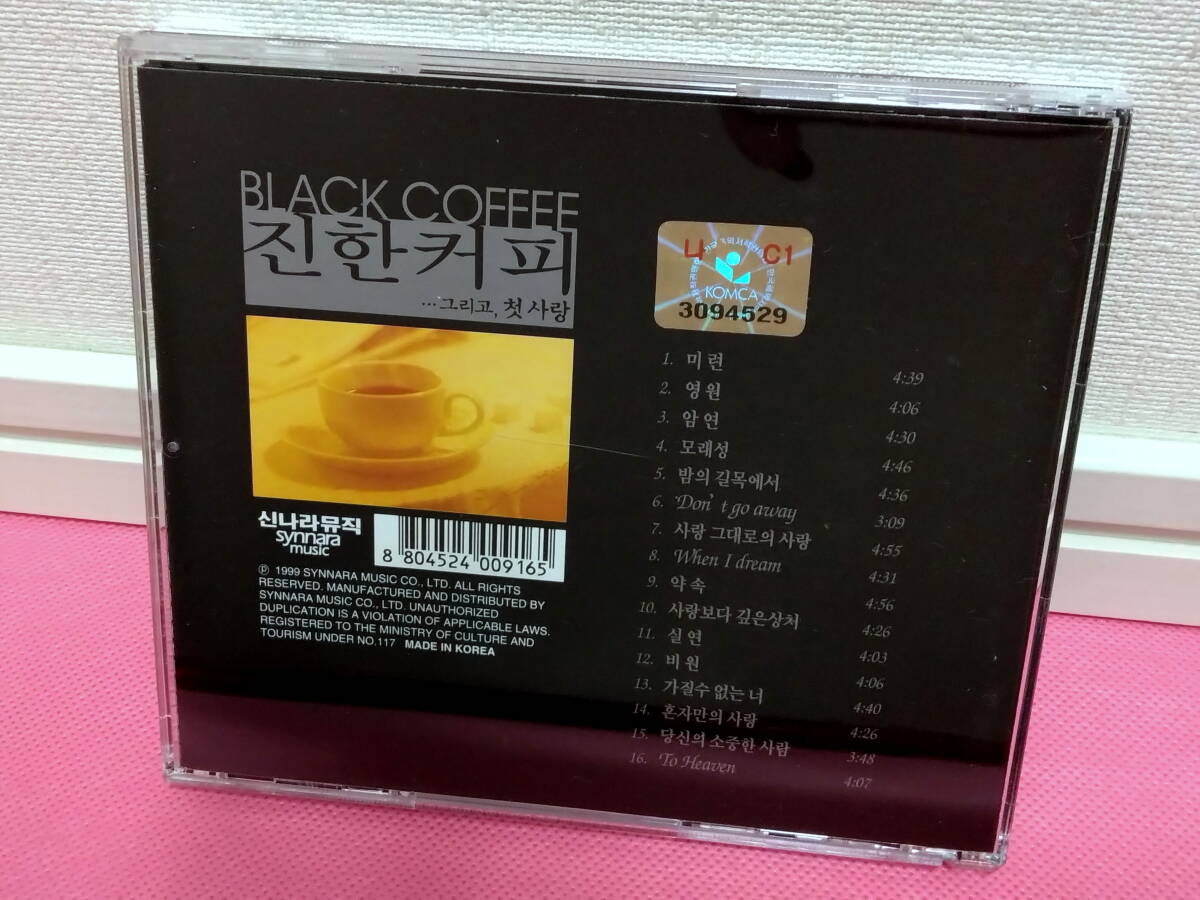 BLACK COFFEE
진한커피
...그리고, 첫 사랑
신나라뮤직
synnara
music
8 804524 009165
℗ 1999 SYNNARA MUSIC CO., LTD. ALL RIGHTS
RESERVED. MANUFACTURED AND DISTRIBUTED BY
SYNNARA MUSIC CO., LTD. UNAUTHORIZED
DUPLICATION IS A VIOLATION OF APPLICABLE LAWS.
REGISTERED TO THE MINISTRY OF CULTURE AND
TOURISM UNDER NO.117 MADE IN KOREA
C1
KOMCA
3094529
1. 미련 4:39
2. 영원 4:06
3. 암연 4:30
4. 모래성 4:46
5. 밤의 길목에서 4:36
6. Don't go away 3:09
7. 사랑 그대로의 사랑 4:55
8. When I dream 4:31
9. 약속 4:56
10. 사랑보다 깊은상처 4:26
11. 실연 4:03
12. 비원 4:06
13. 가질수 없는 너 4:40
14. 혼자만의 사랑 4:26
15. 당신의 소중한 사람 3:48
16. To Heaven 4:07